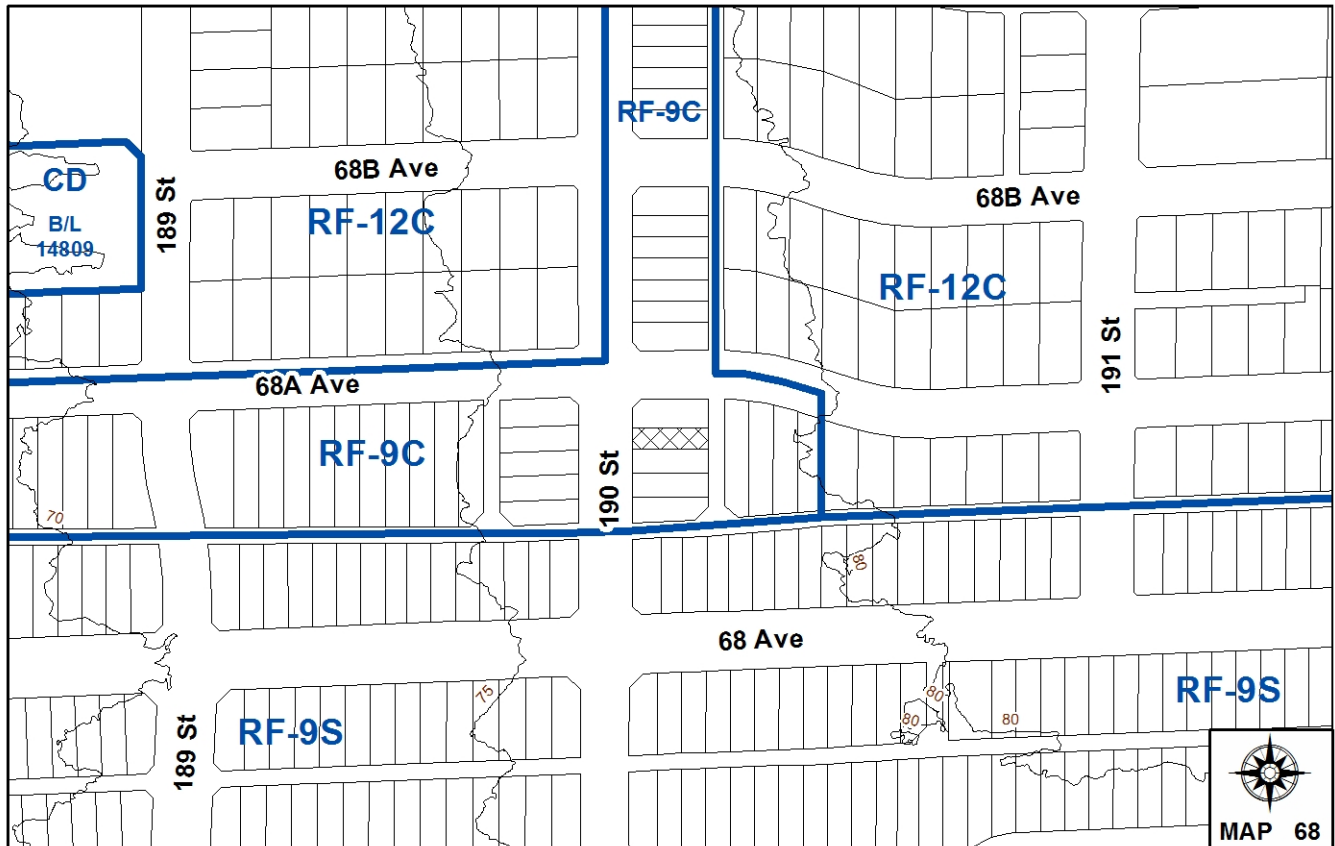 RF-9C
68B Ave
CD
189 St
68B Ave
RF-12C
B/L
14809
RF-12C
191 St
68A Ave
RF-9C
190 St
70
80
68 Ave
75
80
RF-9S
80
80
RF-9S
189 St
MAP 68